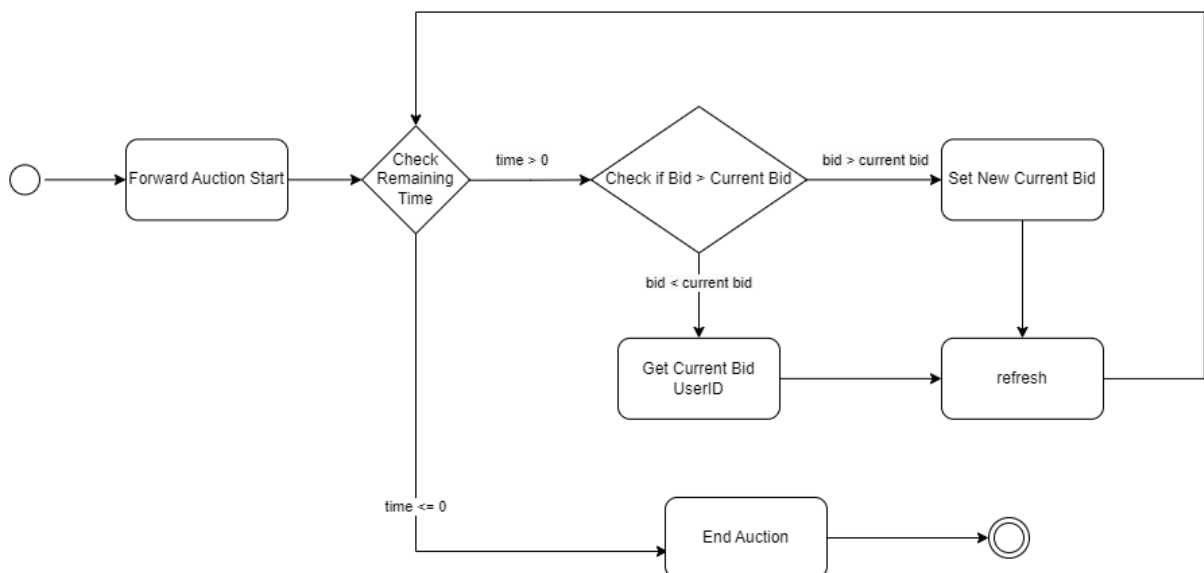 Forward Auction Start
Check
Remaining
Time
time > 0
Check if Bid > Current Bid
bid > current bid
Set New Current Bid
bid < current bid
Get Current Bid
UserID
refresh
time <= 0
End Auction